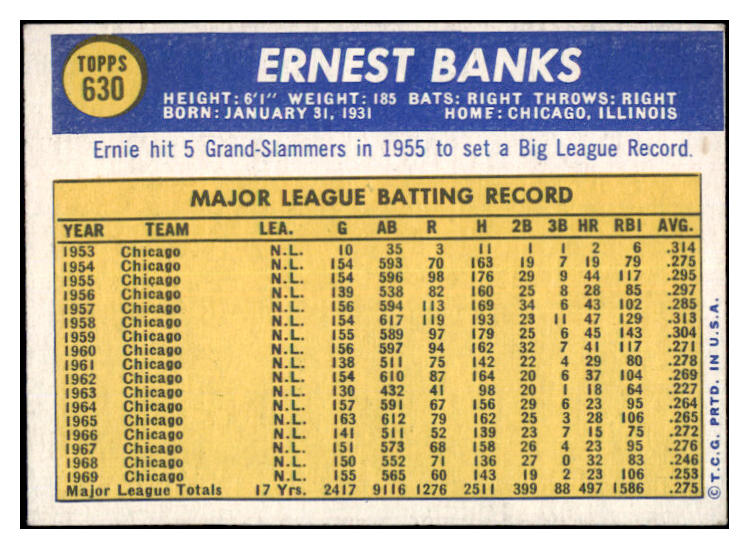 TOPPS
630
ERNEST BANKS
HEIGHT: 6'1" WEIGHT: 185 BATS: RIGHT THROWS: RIGHT
BORN: JANUARY 31, 1931 HOME: CHICAGO, ILLINOIS
Ernie hit 5 Grand-Slammers in 1955 to set a Big League Record.
MAJOR LEAGUE BATTING RECORD
YEAR TEAM LEA. G AB R H 2B 3B HR RBI AVG.
1953 Chicago N.L. 10 35 3 11 1 1 2 6 .314
1954 Chicago N.L. 154 593 70 163 19 7 19 79 .275
1955 Chicago N.L. 154 596 98 176 29 9 44 117 .295
1956 Chicago N.L. 139 538 82 160 25 8 28 85 .297
1957 Chicago N.L. 156 594 113 169 34 6 43 102 .285
1958 Chicago N.L. 154 617 119 193 23 11 47 129 .313
1959 Chicago N.L. 155 589 97 179 25 6 45 143 .304
1960 Chicago N.L. 156 597 94 162 32 7 41 117 .271
1961 Chicago N.L. 138 511 75 142 22 4 29 80 .278
1962 Chicago N.L. 154 610 87 164 20 6 37 104 .269
1963 Chicago N.L. 130 432 41 98 20 1 18 64 .227
1964 Chicago N.L. 157 591 67 156 29 6 23 95 .264
1965 Chicago N.L. 163 612 79 162 25 3 28 106 .265
1966 Chicago N.L. 141 511 52 139 23 7 15 75 .272
1967 Chicago N.L. 151 573 68 158 26 4 23 95 .276
1968 Chicago N.L. 150 552 71 136 27 0 32 83 .246
1969 Chicago N.L. 155 565 60 143 19 2 23 106 .253
Major League Totals 17 Yrs. 2417 9116 1276 2511 399 88 497 1586 .275
© T.C.G. PRTD. IN U.S.A.